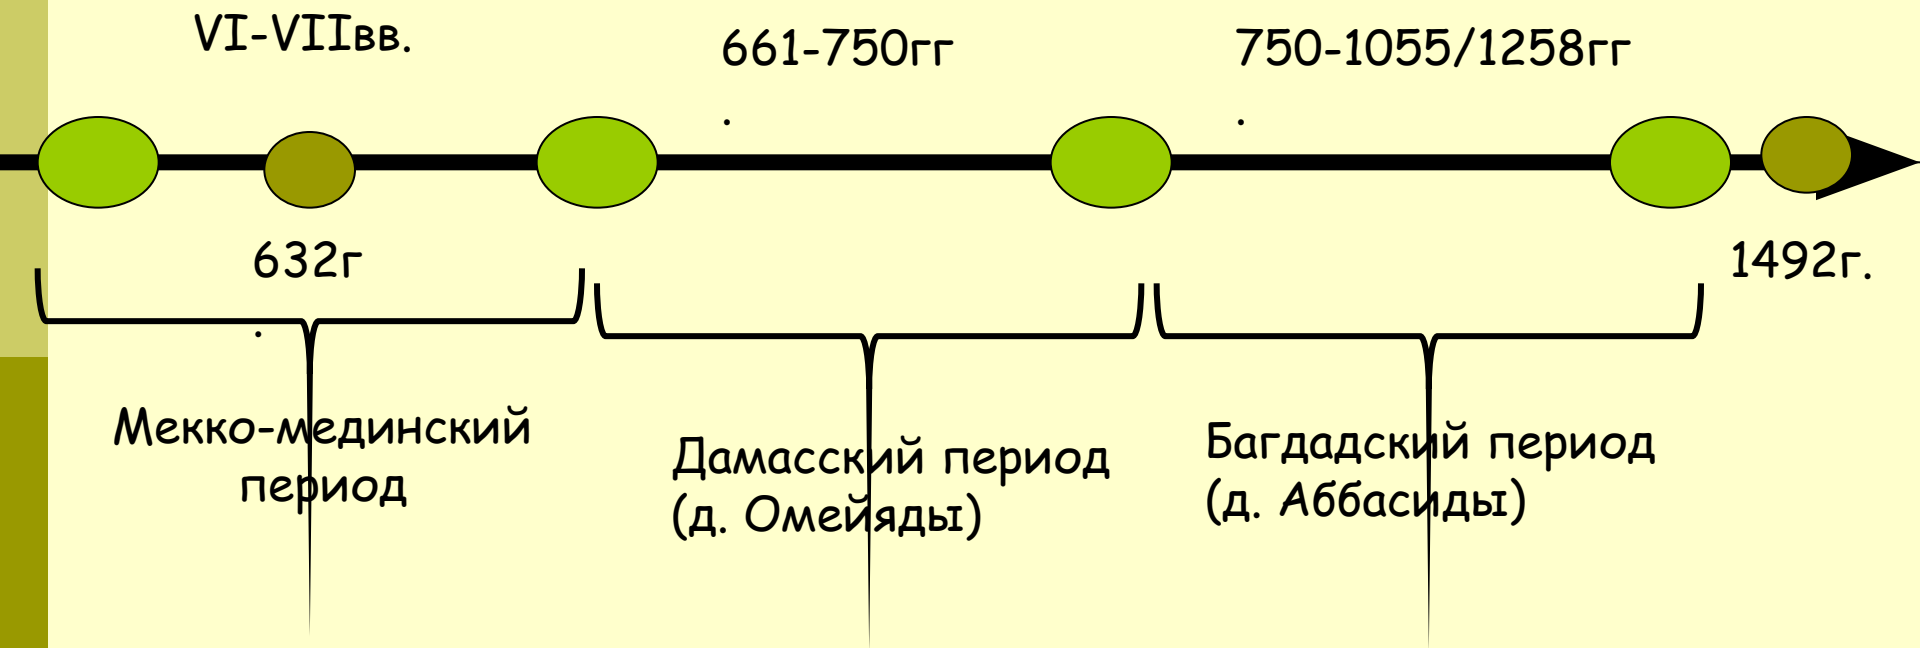 VI-VIIвв.
661-750гг
.
750-1055/1258гг
.
632г
.
1492г.
Мекко-мединский
период
Дамасский период
(д. Омейяды)
Багдадский период
(д. Аббасиды)